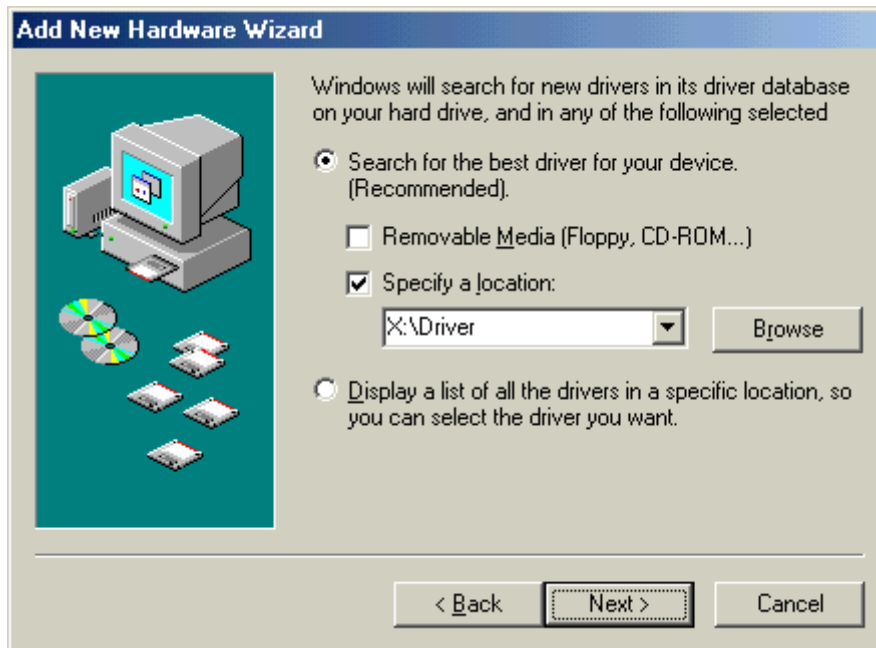 Add New Hardware Wizard
Windows will search for new drivers in its driver database
on your hard drive, and in any of the following selected
Search for the best driver for your device.
(Recommended).
Removable Media (Floppy, CD-ROM...)
Specify a location:
X:\Driver
Browse
Display a list of all the drivers in a specific location, so
you can select the driver you want.
< Back
Next >
Cancel